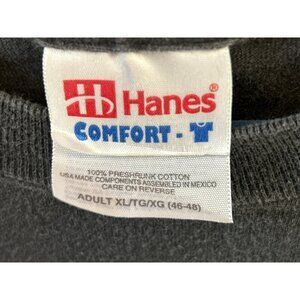 Hanes®
COMFORT -
100% PRESHRUNK COTTON
USA MADE COMPONENTS ASSEMBLED IN MEXICO
CARE ON REVERSE
ADULT XL/TG/XG (46-48)